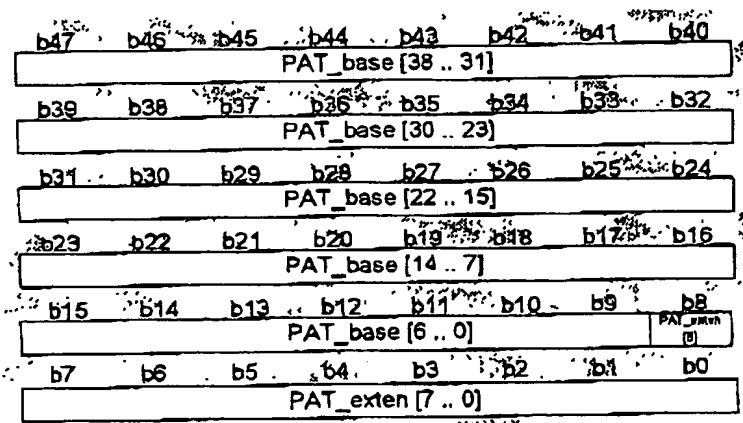 b47 b46 b45 b44 b43 b42 b41 b40
PAT_base [38 .. 31]
b39 b38 b37 b36 b35 b34 b33 b32
PAT_base [30 .. 23]
b31 b30 b29 b28 b27 b26 b25 b24
PAT_base [22 .. 15]
b23 b22 b21 b20 b19 b18 b17 b16
PAT_base [14 .. 7]
b15 b14 b13 b12 b11 b10 b9 b8
PAT_base [6 .. 0]
PAT_exten
[8]
b7 b6 b5 b4 b3 b2 b1 b0
PAT_exten [7 .. 0]